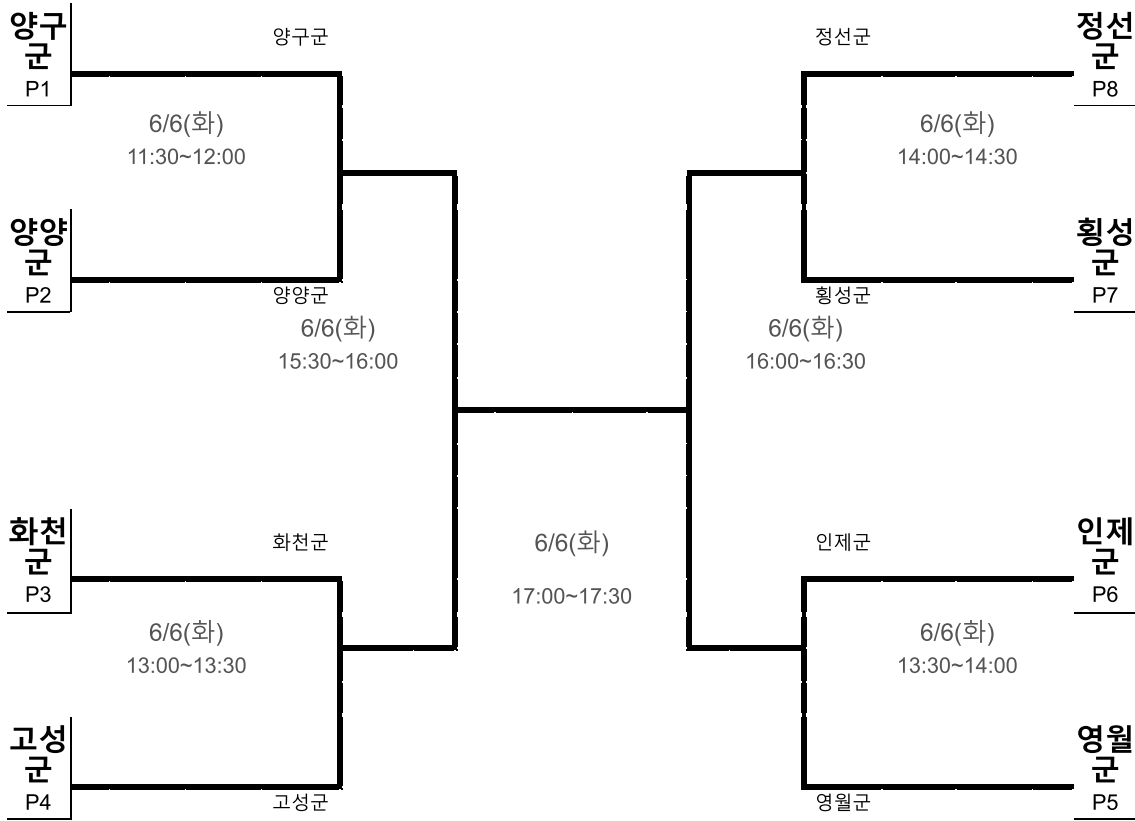 양구
군
P1
양구군
정선군
정선
군
P8
6/6(화)
11:30~12:00
6/6(화)
14:00~14:30
양양
군
P2
양양군
횡성군
횡성
군
P7
6/6(화)
15:30~16:00
6/6(화)
16:00~16:30
화천
군
P3
화천군
6/6(화)
17:00~17:30
인제군
인제
군
P6
6/6(화)
13:00~13:30
6/6(화)
13:30~14:00
고성
군
P4
고성군
영월군
영월
군
P5